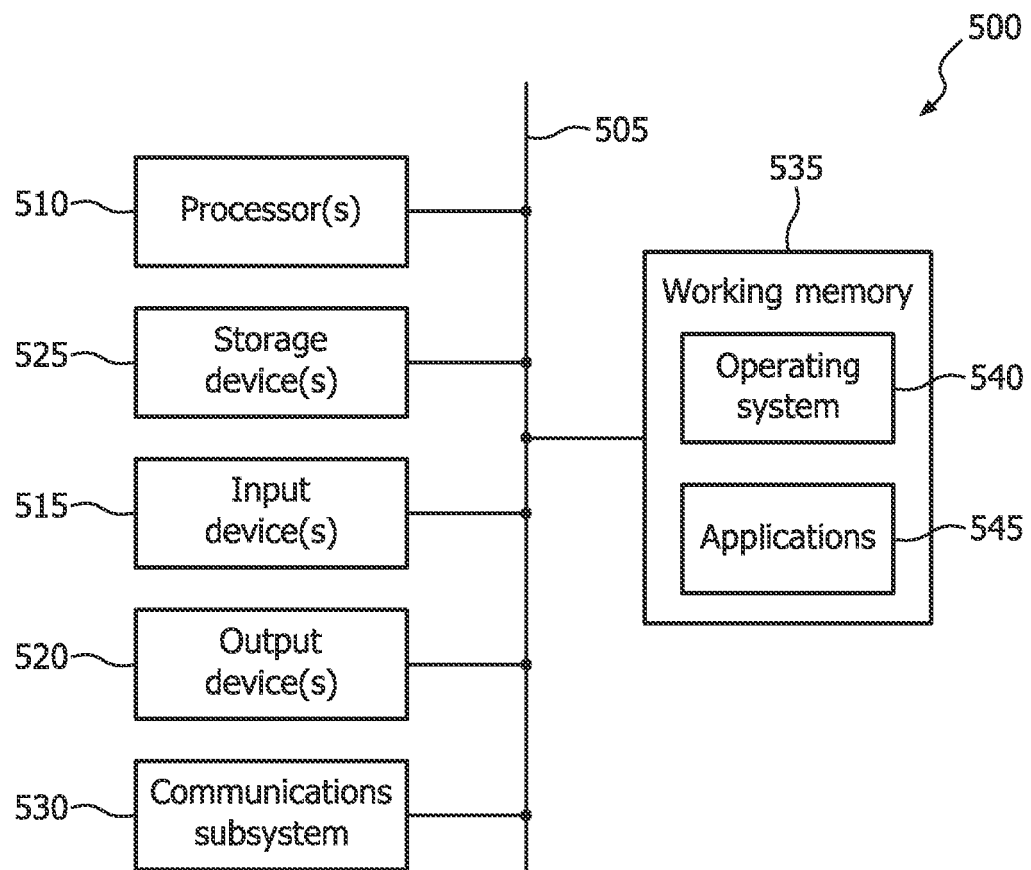 500
505
535
510
Processor(s)
Working memory
525
Storage
device(s)
Operating
system
540
515
Input
device(s)
Applications
545
520
Output
device(s)
530
Communications
subsystem